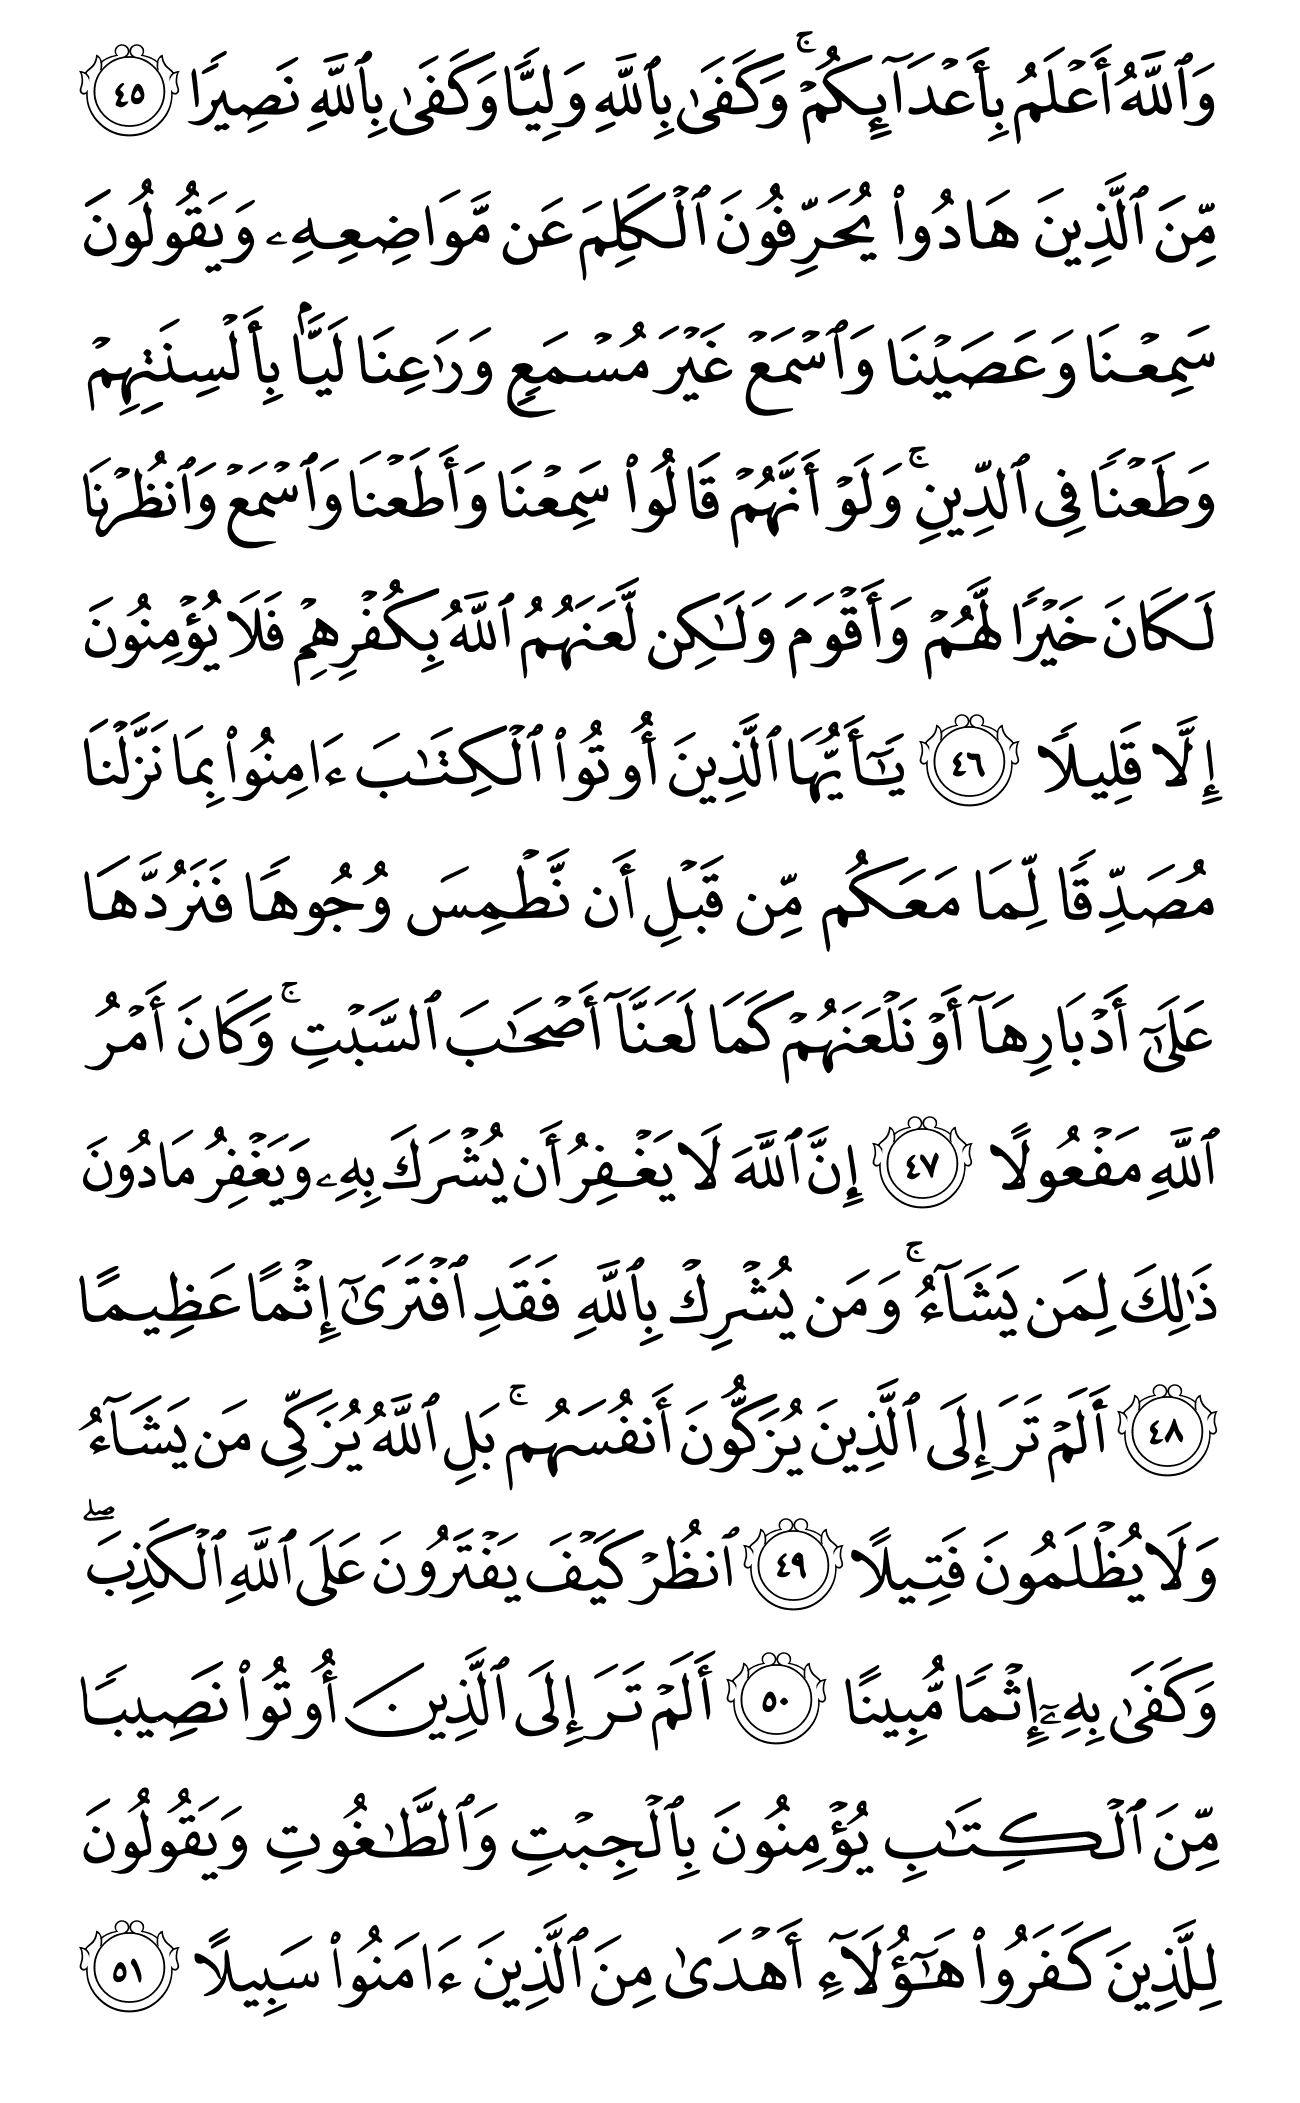 وَٱللَّهُ أَعۡلَمُ بِأَعۡدَآئِكُمۡۚ وَكَفَىٰ بِٱللَّهِ وَلِيّٗا وَكَفَىٰ بِٱللَّهِ نَصِيرٗا ٤٥
مِّنَ ٱلَّذِينَ هَادُواْ يُحَرِّفُونَ ٱلۡكَلِمَ عَن مَّوَاضِعِهِۦ وَيَقُولُونَ
سَمِعۡنَا وَعَصَيۡنَا وَٱسۡمَعۡ غَيۡرَ مُسۡمَعٖ وَرَٰعِنَا لَيَّۢا بِأَلۡسِنَتِهِمۡ
وَطَعۡنٗا فِي ٱلدِّينِۚ وَلَوۡ أَنَّهُمۡ قَالُواْ سَمِعۡنَا وَأَطَعۡنَا وَٱسۡمَعۡ وَٱنظُرۡنَا
لَكَانَ خَيۡرٗا لَّهُمۡ وَأَقۡوَمَ وَلَٰكِن لَّعَنَهُمُ ٱللَّهُ بِكُفۡرِهِمۡ فَلَا يُؤۡمِنُونَ
إِلَّا قَلِيلٗا ٤٦ يَٰٓأَيُّهَا ٱلَّذِينَ أُوتُواْ ٱلۡكِتَٰبَ ءَامِنُواْ بِمَا نَزَّلۡنَا
مُصَدِّقٗا لِّمَا مَعَكُم مِّن قَبۡلِ أَن نَّطۡمِسَ وُجُوهٗا فَنَرُدَّهَا
عَلَىٰٓ أَدۡبَارِهَآ أَوۡ نَلۡعَنَهُمۡ كَمَا لَعَنَّآ أَصۡحَٰبَ ٱلسَّبۡتِۚ وَكَانَ أَمۡرُ
ٱللَّهِ مَفۡعُولًا ٤٧ إِنَّ ٱللَّهَ لَا يَغۡفِرُ أَن يُشۡرَكَ بِهِۦ وَيَغۡفِرُ مَا دُونَ
ذَٰلِكَ لِمَن يَشَآءُۚ وَمَن يُشۡرِكۡ بِٱللَّهِ فَقَدِ ٱفۡتَرَىٰٓ إِثۡمًا عَظِيمًا
٤٨ أَلَمۡ تَرَ إِلَى ٱلَّذِينَ يُزَكُّونَ أَنفُسَهُمۚ بَلِ ٱللَّهُ يُزَكِّي مَن يَشَآءُ
وَلَا يُظۡلَمُونَ فَتِيلًا ٤٩ ٱنظُرۡ كَيۡفَ يَفۡتَرُونَ عَلَى ٱللَّهِ ٱلۡكَذِبَۖ
وَكَفَىٰ بِهِۦٓ إِثۡمٗا مُّبِينًا ٥٠ أَلَمۡ تَرَ إِلَى ٱلَّذِينَ أُوتُواْ نَصِيبٗا
مِّنَ ٱلۡكِتَٰبِ يُؤۡمِنُونَ بِٱلۡجِبۡتِ وَٱلطَّٰغُوتِ وَيَقُولُونَ
لِلَّذِينَ كَفَرُواْ هَٰٓؤُلَآءِ أَهۡدَىٰ مِنَ ٱلَّذِينَ ءَامَنُواْ سَبِيلًا ٥١